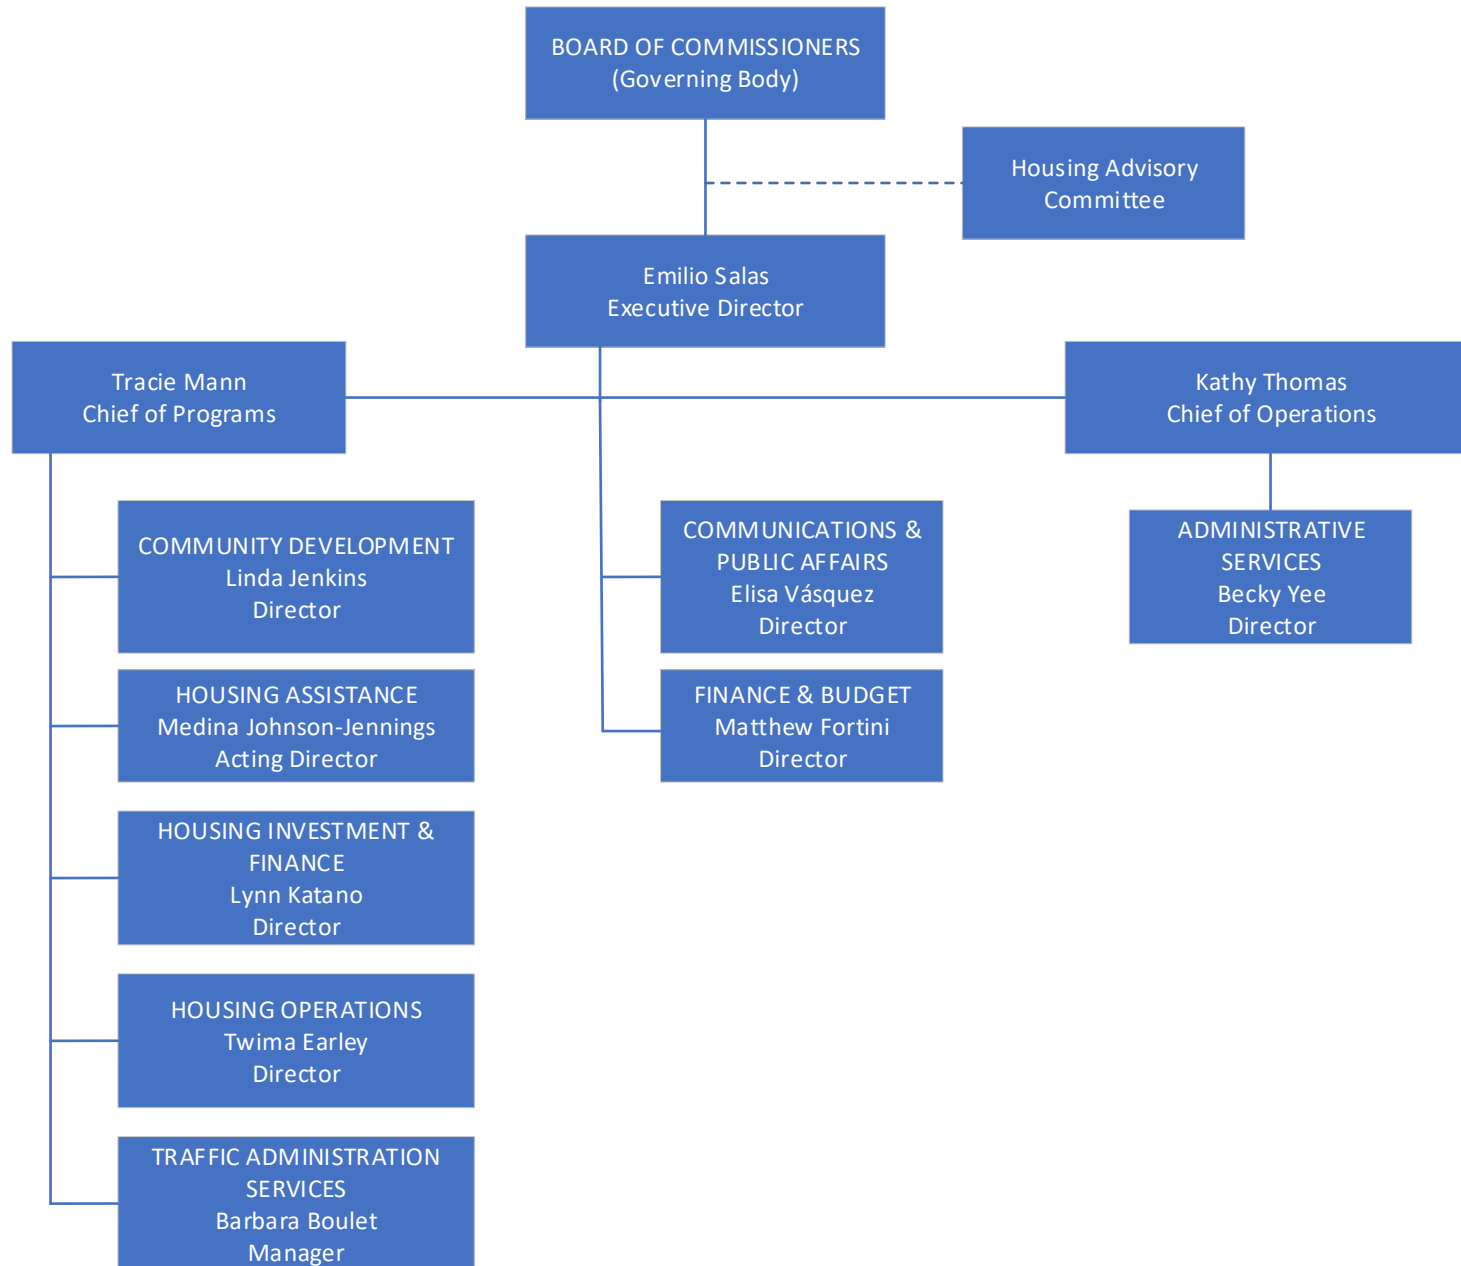 BOARD OF COMMISSIONERS
(Governing Body)
Housing Advisory
Committee
Emilio Salas
Executive Director
Tracie Mann
Chief of Programs
Kathy Thomas
Chief of Operations
COMMUNITY DEVELOPMENT
Linda Jenkins
Director
HOUSING ASSISTANCE
Medina Johnson-Jennings
Acting Director
HOUSING INVESTMENT &
FINANCE
Lynn Katano
Director
HOUSING OPERATIONS
Twima Earley
Director
TRAFFIC ADMINISTRATION
SERVICES
Barbara Boulet
Manager
COMMUNICATIONS &
PUBLIC AFFAIRS
Elisa Vásquez
Director
FINANCE & BUDGET
Matthew Fortini
Director
ADMINISTRATIVE
SERVICES
Becky Yee
Director